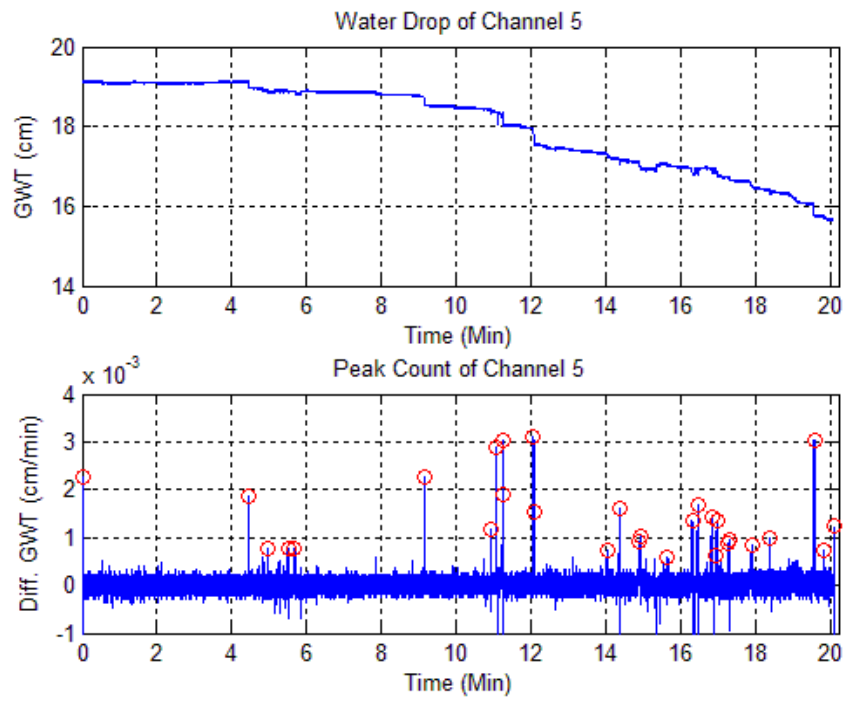 Water Drop of Channel 5
20
18
16
14
GWT (cm)
0 2 4 6 8 10 12 14 16 18 20
Time (Min)
x 10^-3
Peak Count of Channel 5
4
3
2
1
0
-1
Diff. GWT (cm/min)
0 2 4 6 8 10 12 14 16 18 20
Time (Min)